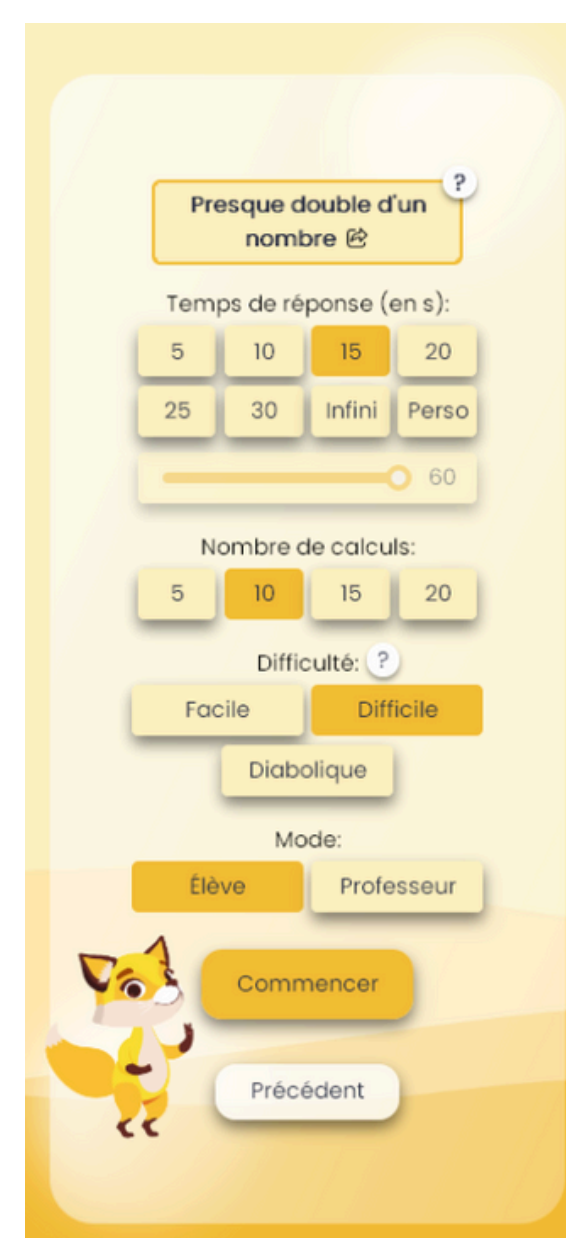 ?
Presque double d'un
nombre
Temps de réponse (en s):
5 10 15 20
25 30 Infini Perso
60
Nombre de calculs:
5 10 15 20
Difficulté: ?
Facile Difficile
Diabolique
Mode:
Élève Professeur
Commencer
Précédent